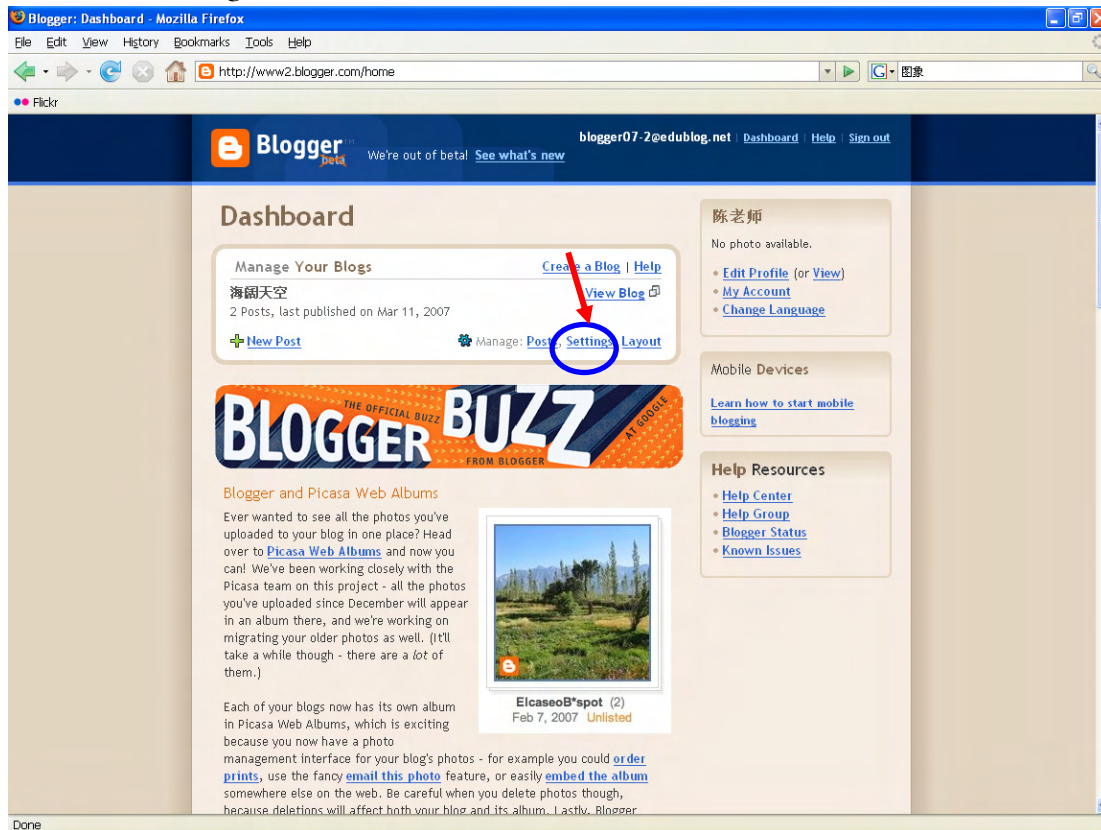 Blogger: Dashboard - Mozilla Firefox
File Edit View History Bookmarks Tools Help
http://www2.blogger.com/home
G
图象
Flickr
Blogger beta
We're out of beta! See what's new
blogger07-2@edublog.net | Dashboard | Help | Sign out
Dashboard
Manage Your Blogs
Create a Blog | Help
海阔天空
View Blog
2 Posts, last published on Mar 11, 2007
New Post
Manage: Posts, Settings, Layout
THE OFFICIAL BUZZ
BLOGGER BUZZ
FROM BLOGGER
AT GOOGLE
Blogger and Picasa Web Albums
Ever wanted to see all the photos you've
uploaded to your blog in one place? Head
over to Picasa Web Albums and now you
can! We've been working closely with the
Picasa team on this project - all the photos
you've uploaded since December will appear
in an album there, and we're working on
migrating your older photos as well. (It'll
take a while though - there are a lot of
them.)
ElcaseoB*spot (2)
Feb 7, 2007 Unlisted
Each of your blogs now has its own album
in Picasa Web Albums, which is exciting
because you now have a photo
management interface for your blog's photos - for example you could order
prints, use the fancy email this photo feature, or easily embed the album
somewhere else on the web. Be careful when you delete photos though,
because deletions will affect both your blog and its album. Lastly, Blogger
陈老师
No photo available.
Edit Profile (or View)
My Account
Change Language
Mobile Devices
Learn how to start mobile
blogging
Help Resources
Help Center
Help Group
Blogger Status
Known Issues
Done